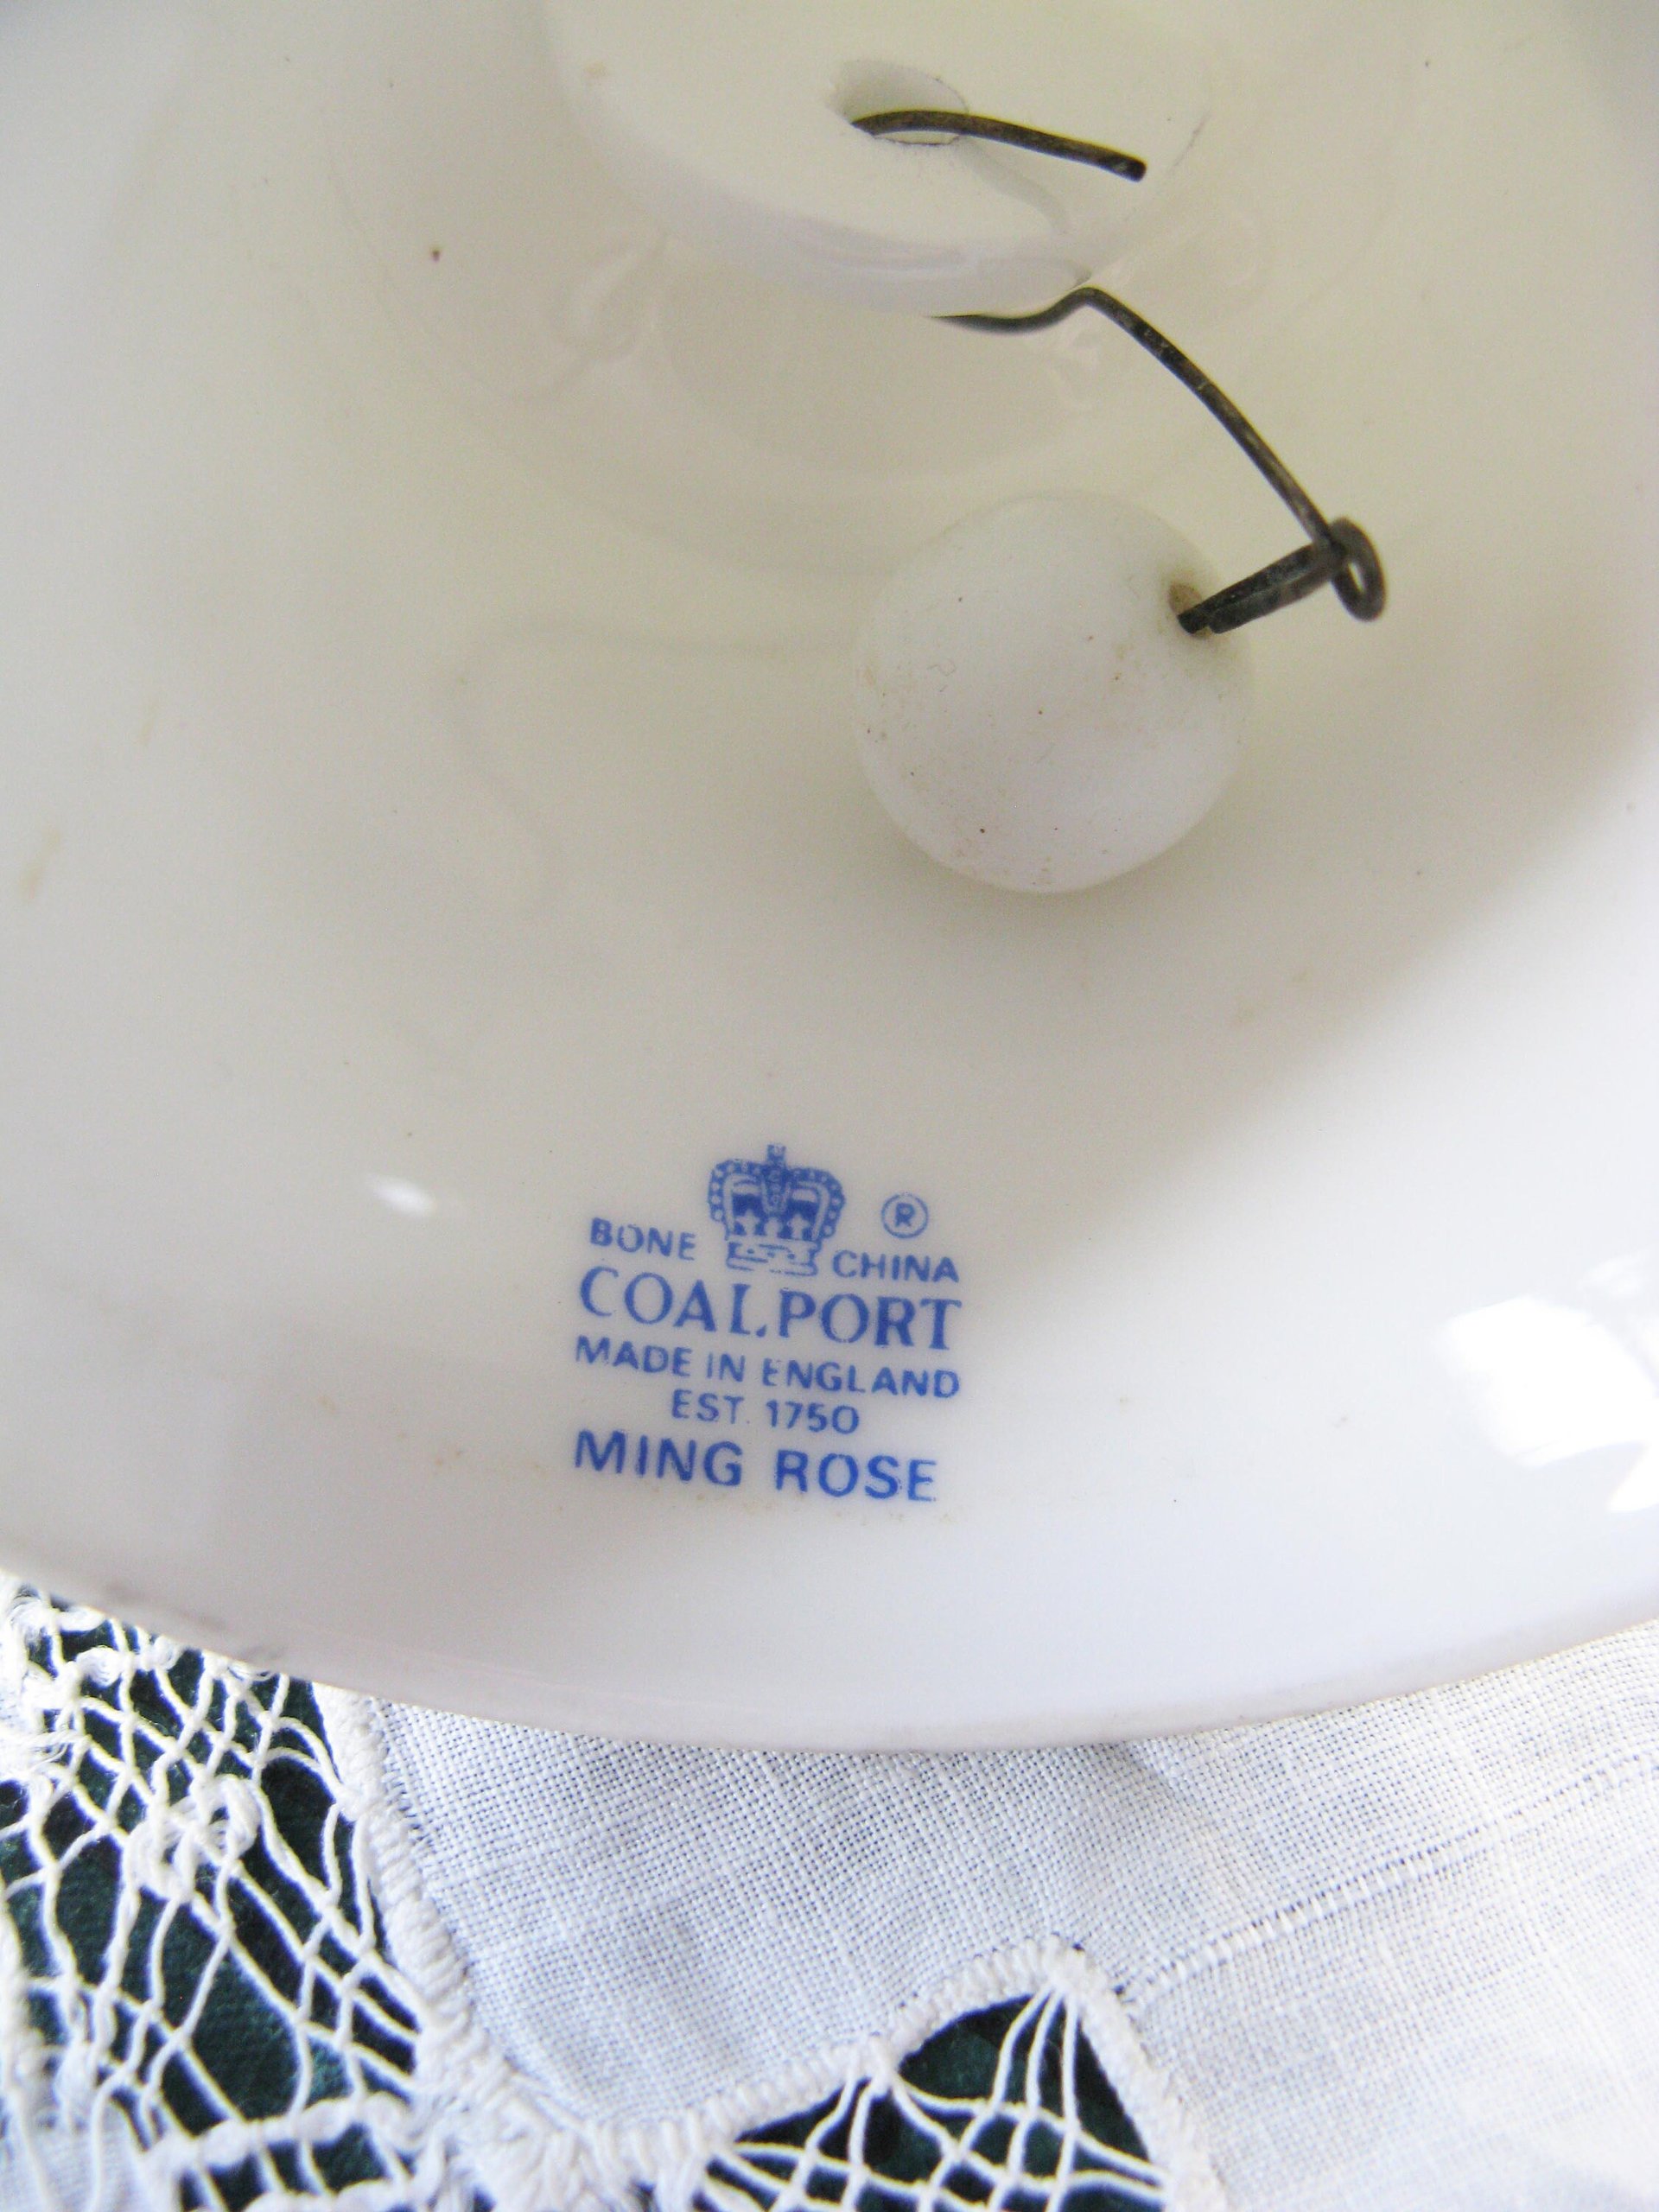 ®
BONE CHINA
COALPORT
MADE IN ENGLAND
EST. 1750
MING ROSE